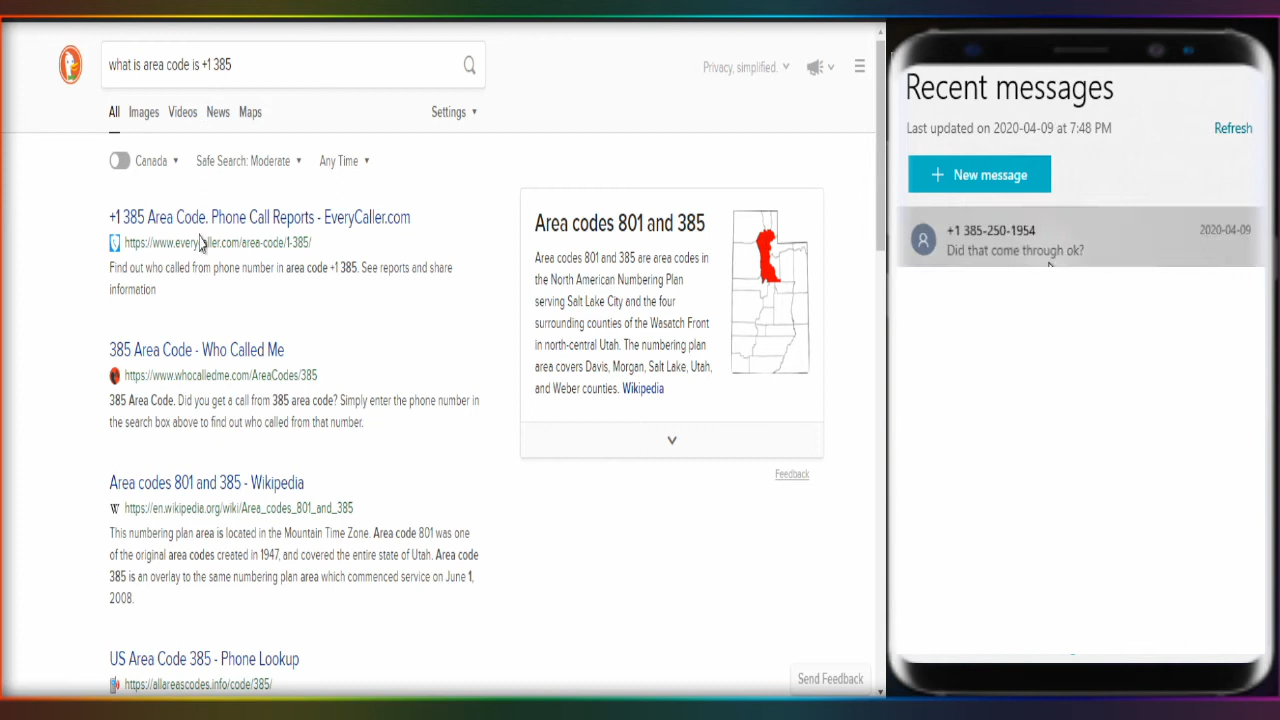 what is area code is +1 385
Privacy, simplified.
All Images Videos News Maps Settings
Canada Safe Search: Moderate Any Time
+1 385 Area Code. Phone Call Reports - EveryCaller.com
https://www.everycaller.com/area-code/1-385/
Find out who called from phone number in area code +1 385. See reports and share
information
385 Area Code - Who Called Me
https://www.whocalledme.com/AreaCodes/385
385 Area Code. Did you get a call from 385 area code? Simply enter the phone number in
the search box above to find out who called from that number.
Area codes 801 and 385 - Wikipedia
W https://en.wikipedia.org/wiki/Area_codes_801_and_385
This numbering plan area is located in the Mountain Time Zone. Area code 801 was one
of the original area codes created in 1947, and covered the entire state of Utah. Area code
385 is an overlay to the same numbering plan area which commenced service on June 1,
2008.
US Area Code 385 - Phone Lookup
https://allareascodes.info/code/385/
Area codes 801 and 385
Area codes 801 and 385 are area codes in
the North American Numbering Plan
serving Salt Lake City and the four
surrounding counties of the Wasatch Front
in north-central Utah. The numbering plan
area covers Davis, Morgan, Salt Lake, Utah,
and Weber counties. Wikipedia
Feedback
Send Feedback
Recent messages
Last updated on 2020-04-09 at 7:48 PM
Refresh
+ New message
+1 385-250-1954
2020-04-09
Did that come through ok?